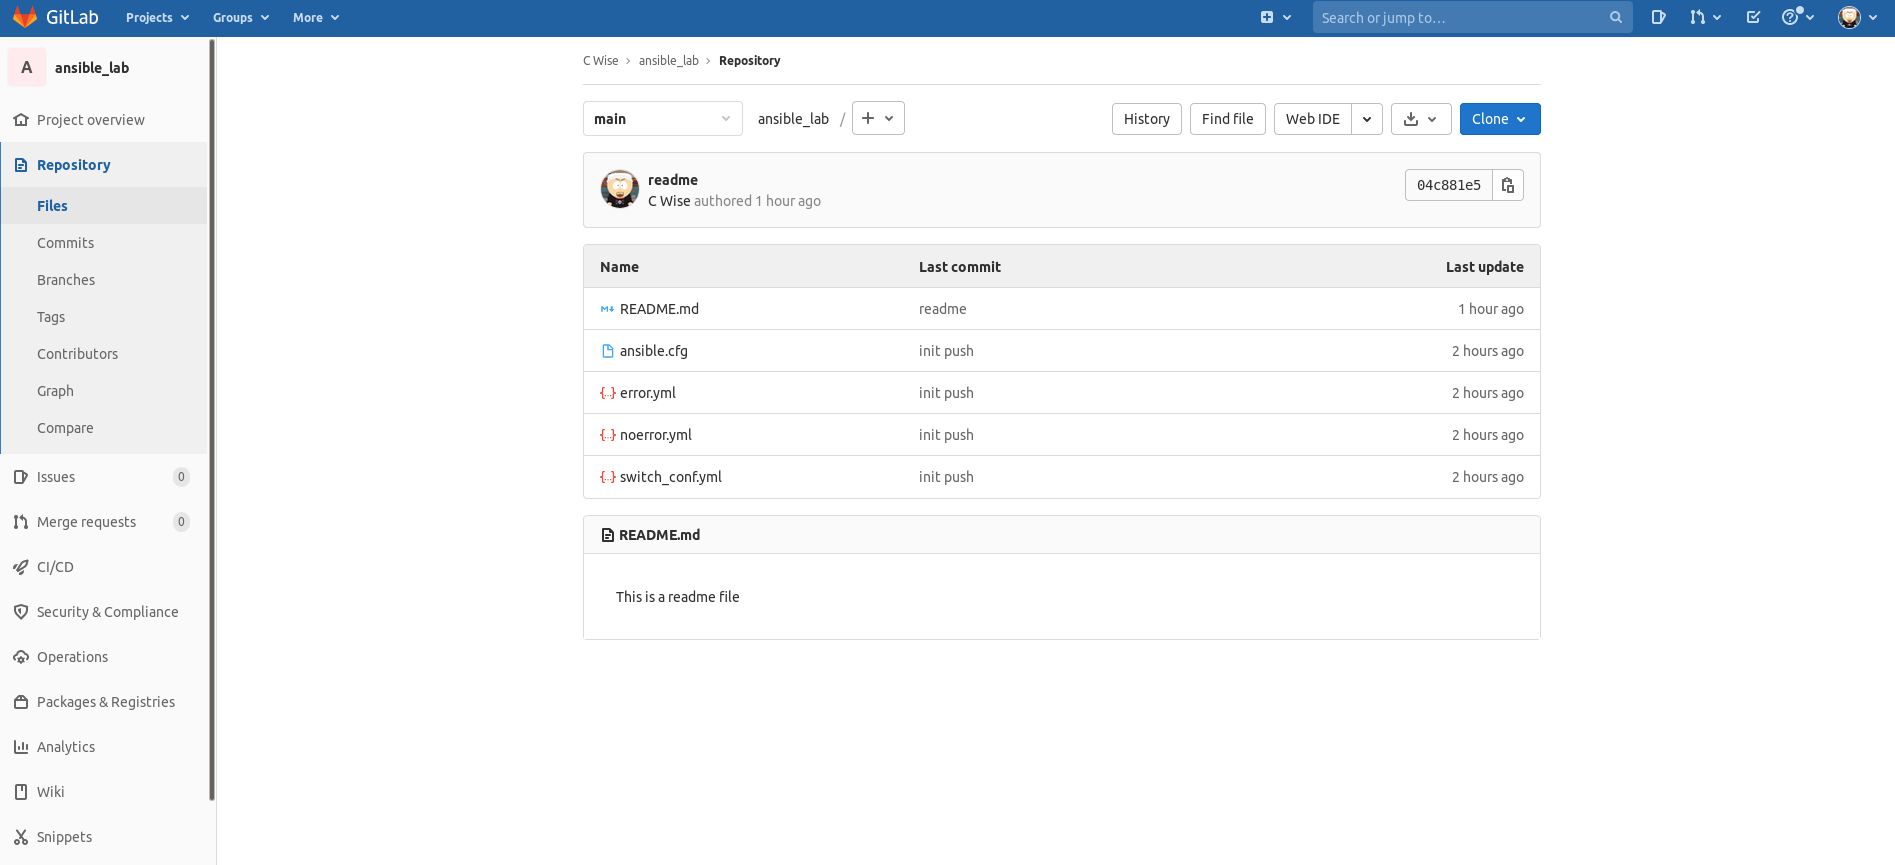 GitLab Projects Groups More Search or jump to...
A ansible_lab
Project overview
Repository
Files
Commits
Branches
Tags
Contributors
Graph
Compare
Issues 0
Merge requests 0
CI/CD
Security & Compliance
Operations
Packages & Registries
Analytics
Wiki
Snippets
C Wise › ansible_lab › Repository
main ansible_lab / + History Find file Web IDE Clone
readme
C Wise authored 1 hour ago
04c881e5
Name Last commit Last update
README.md readme 1 hour ago
ansible.cfg init push 2 hours ago
error.yml init push 2 hours ago
noerror.yml init push 2 hours ago
switch_conf.yml init push 2 hours ago
README.md
This is a readme file